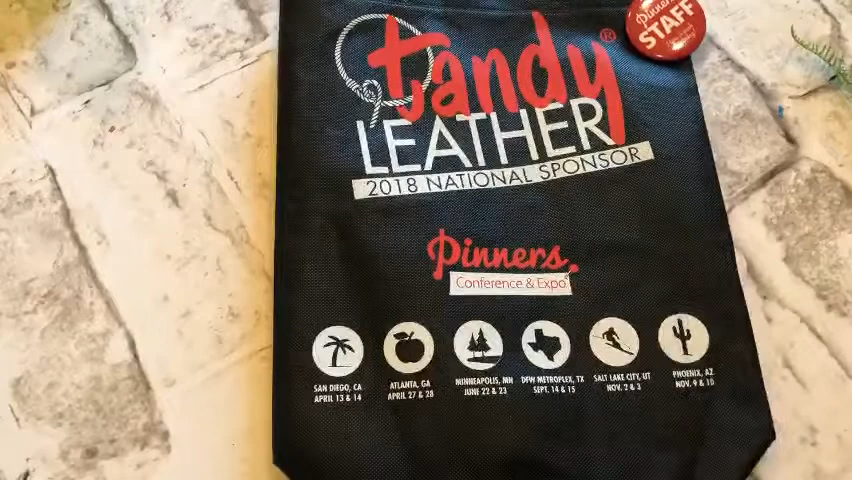 Pinners
STAFF
tandy®
LEATHER
2018 NATIONAL SPONSOR
Pinners
Conference & Expo
SAN DIEGO, CA
APRIL 13 & 14
ATLANTA, GA
APRIL 27 & 28
MINNEAPOLIS, MN
JUNE 22 & 23
DFW METROPLEX, TX
SEPT. 14 & 15
SALT LAKE CITY, UT
NOV. 2 & 3
PHOENIX, AZ
NOV. 9 & 10